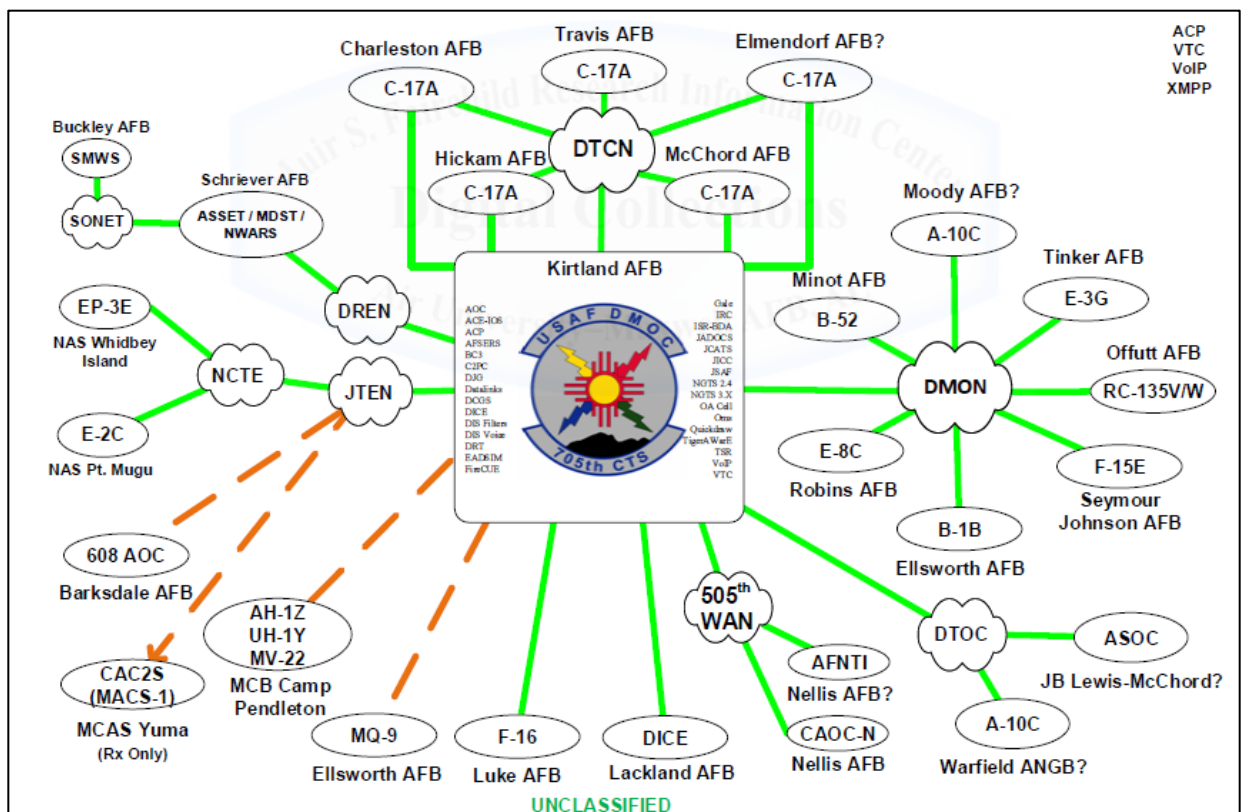 ACP
VTC
VoIP
XMPP
Charleston AFB
C-17A
Travis AFB
C-17A
Elmendorf AFB?
C-17A
DTCN
Hickam AFB
C-17A
McChord AFB
C-17A
Buckley AFB
SMWS
SONET
Schriever AFB
ASSET / MDST /
NWARS
DREN
EP-3E
NAS Whidbey
Island
NCTE
JTEN
E-2C
NAS Pt. Mugu
Kirtland AFB
AOC
ACE-IOS
ACP
AFSERS
BC3
C2PC
DJG
Datalinks
DCGS
DICE
DIS Filters
DIS Voice
DRT
EADSIM
FireCUE
USAF DMOC
705th CTS
Gale
IRC
ISR-BDA
JADOCS
JCATS
JICC
JSAF
NGTS 2.4
NGTS 3.X
OA Cell
Oms
Quickdraw
TigerAWarE
TSR
VoIP
VTC
Moody AFB?
A-10C
Minot AFB
B-52
Tinker AFB
E-3G
Offutt AFB
RC-135V/W
DMON
E-8C
Robins AFB
F-15E
Seymour
Johnson AFB
B-1B
Ellsworth AFB
608 AOC
Barksdale AFB
CAC2S
(MACS-1)
MCAS Yuma
(Rx Only)
AH-1Z
UH-1Y
MV-22
MCB Camp
Pendleton
MQ-9
Ellsworth AFB
F-16
Luke AFB
DICE
Lackland AFB
505th
WAN
AFNTI
Nellis AFB?
CAOC-N
Nellis AFB
DTOC
ASOC
JB Lewis-McChord?
A-10C
Warfield ANGB?
UNCLASSIFIED
Muir S. Fairchild Research Information Center
Digital Collections